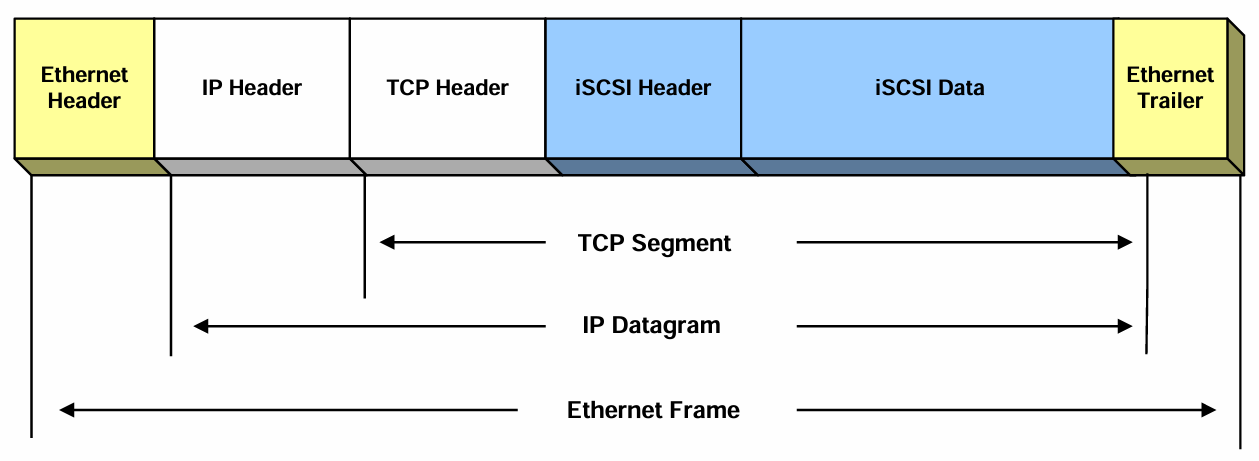 Ethernet
Header
IP Header
TCP Header
iSCSI Header
iSCSI Data
Ethernet
Trailer
TCP Segment
IP Datagram
Ethernet Frame